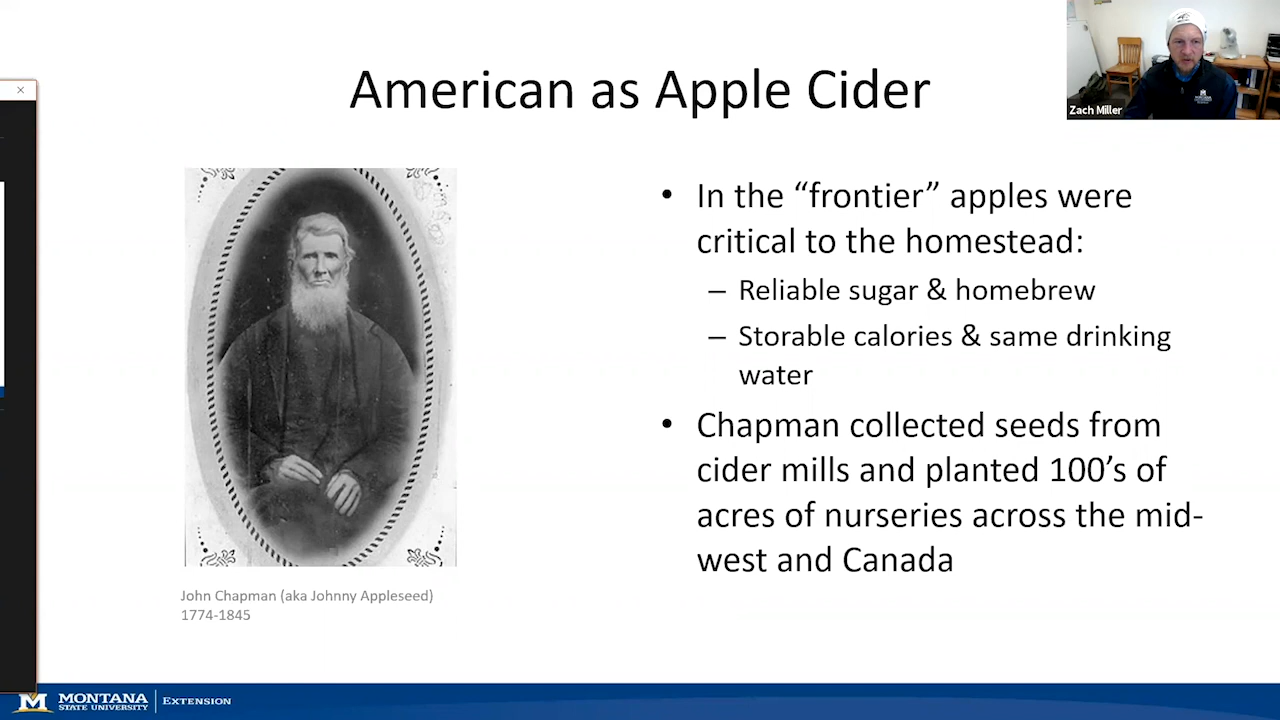 American as Apple Cider
Zach Miller
• In the “frontier” apples were
critical to the homestead:
– Reliable sugar & homebrew
– Storable calories & same drinking
water
• Chapman collected seeds from
cider mills and planted 100’s of
acres of nurseries across the mid-
west and Canada
John Chapman (aka Johnny Appleseed)
1774-1845
M MONTANA
STATE UNIVERSITY
EXTENSION